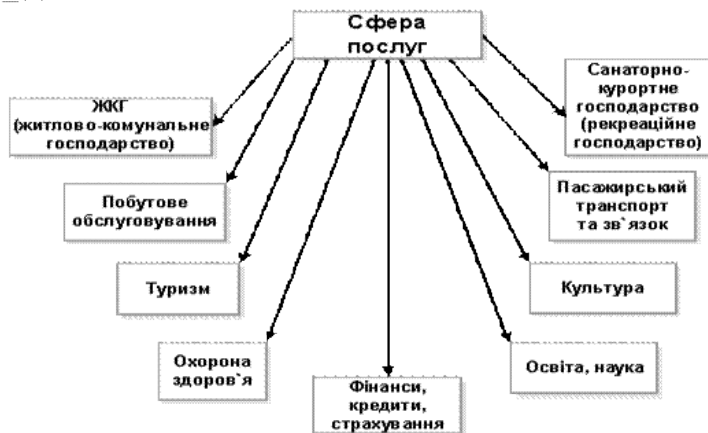 Сфера
послуг
ЖКГ
(житлово-комунальне
господарство)
Санаторно-
курортне
господарство
(рекреаційне
господарство)
Побутове
обслуговування
Пасажирський
транспорт
та зв`язок
Туризм
Культура
Охорона
здоров`я
Фінанси,
кредити,
страхування
Освіта, наука